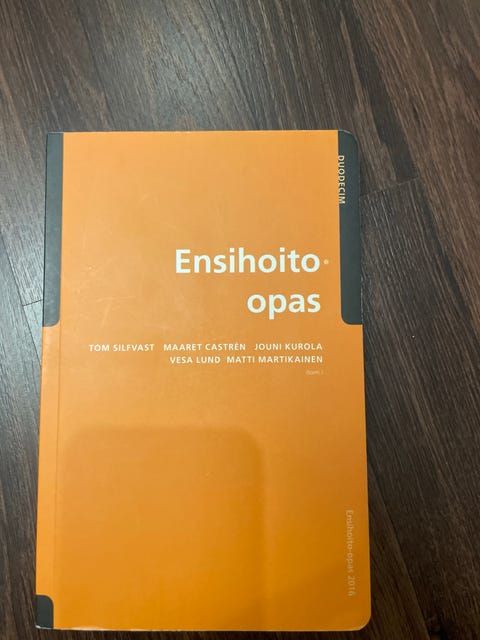 DUODECIM
Ensihoito®
opas
TOM SILFVAST MAARET CASTRÉN JOUNI KUROLA
VESA LUND MATTI MARTIKAINEN
(toim.)
Ensihoito-opas 2016